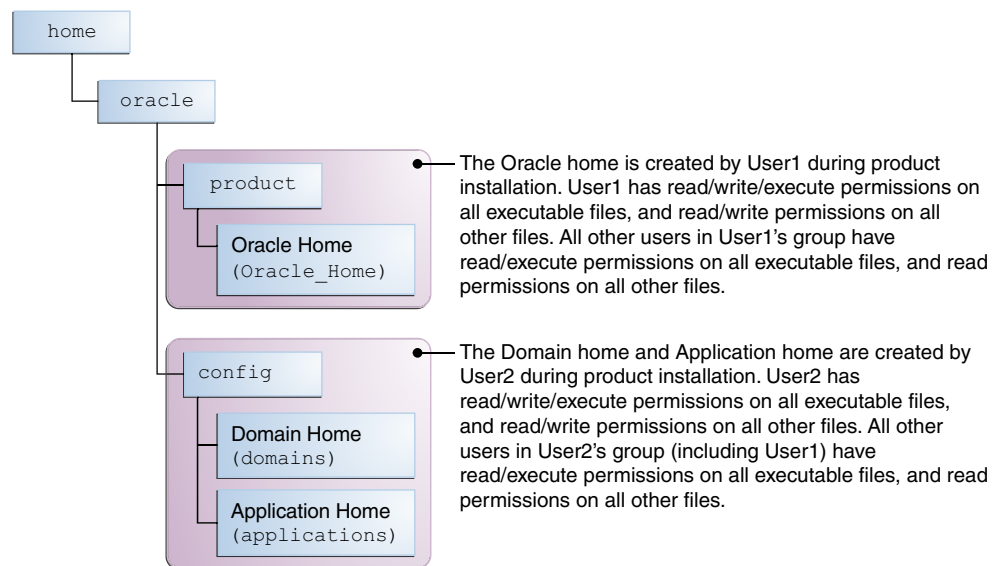 home
oracle
product
Oracle Home
(Oracle_Home)
The Oracle home is created by User1 during product
installation. User1 has read/write/execute permissions on
all executable files, and read/write permissions on all
other files. All other users in User1’s group have
read/execute permissions on all executable files, and read
permissions on all other files.
config
Domain Home
(domains)
Application Home
(applications)
The Domain home and Application home are created by
User2 during product installation. User2 has
read/write/execute permissions on all executable files,
and read/write permissions on all other files. All other
users in User2’s group (including User1) have
read/execute permissions on all executable files, and read
permissions on all other files.